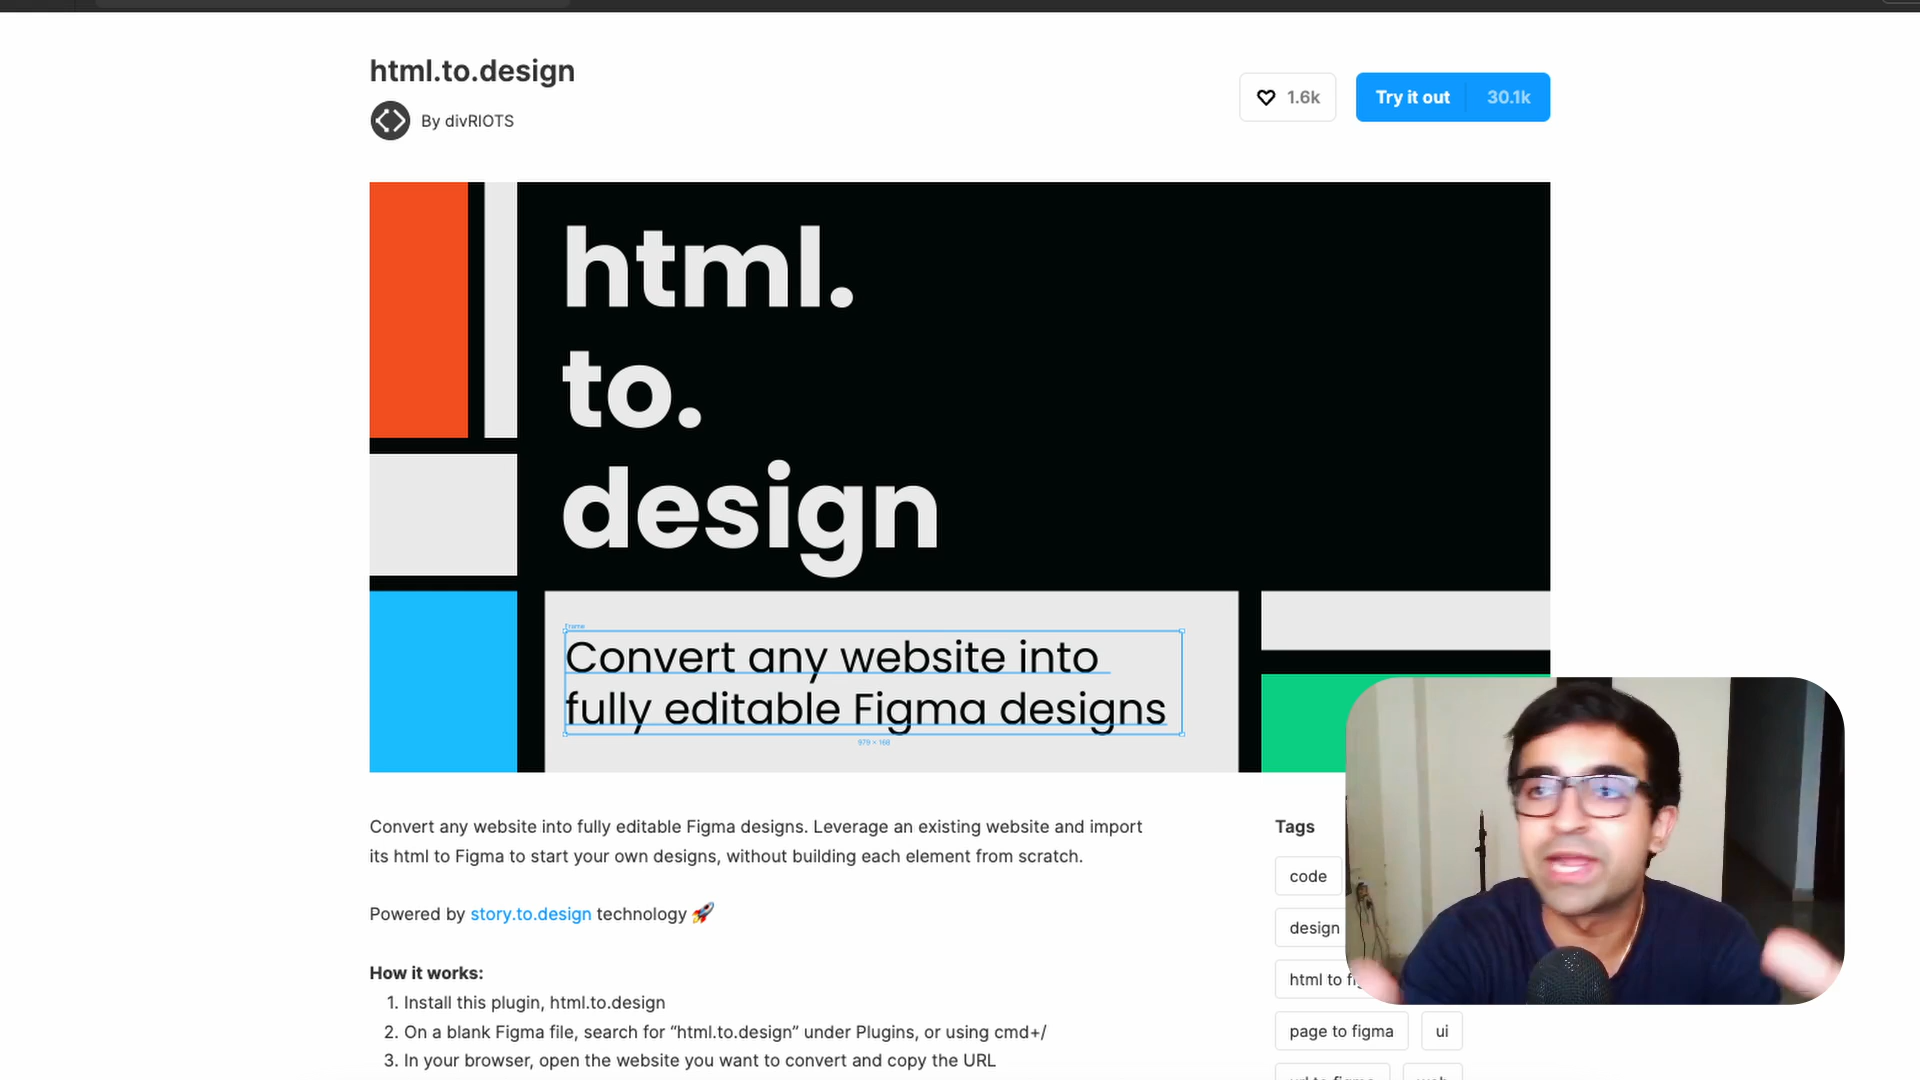 html.to.design
By divRIOTS
1.6k
Try it out 30.1k
html.
to.
design
Frame
Convert any website into
fully editable Figma designs
979 × 168
Convert any website into fully editable Figma designs. Leverage an existing website and import
its html to Figma to start your own designs, without building each element from scratch.
Powered by story.to.design technology 🚀
How it works:
1. Install this plugin, html.to.design
2. On a blank Figma file, search for “html.to.design” under Plugins, or using cmd+/
3. In your browser, open the website you want to convert and copy the URL
Tags
code
design
html to
page to figma ui